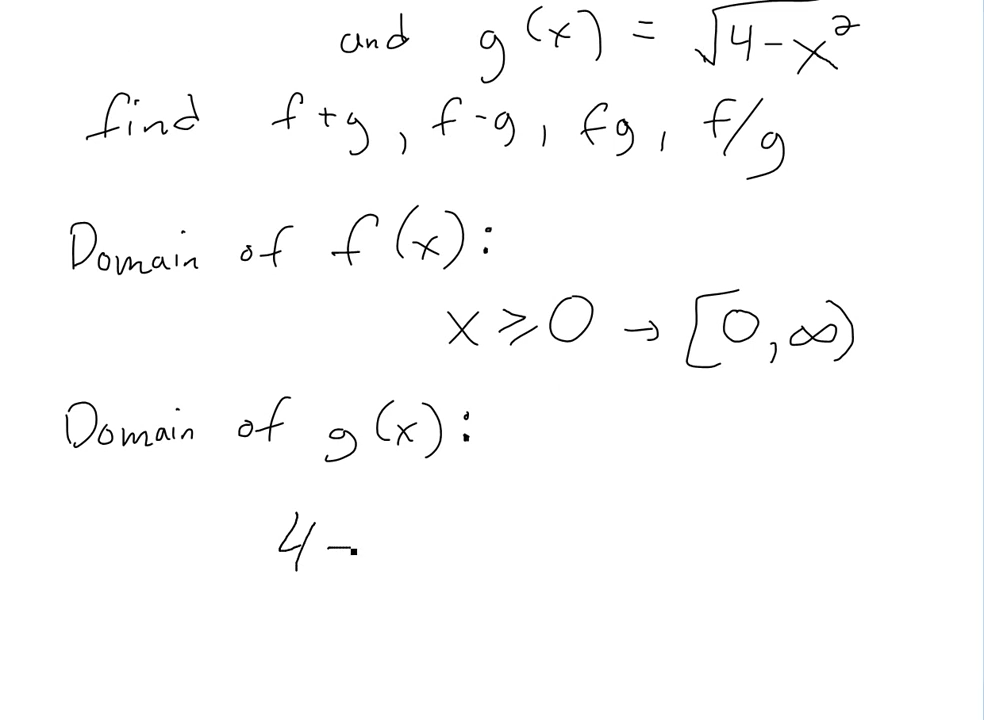 and g(x) = √4-x²
find f+g, f-g, fg, f/g
Domain of f(x):
x ≥ 0 → [0, ∞)
Domain of g(x):
4 -